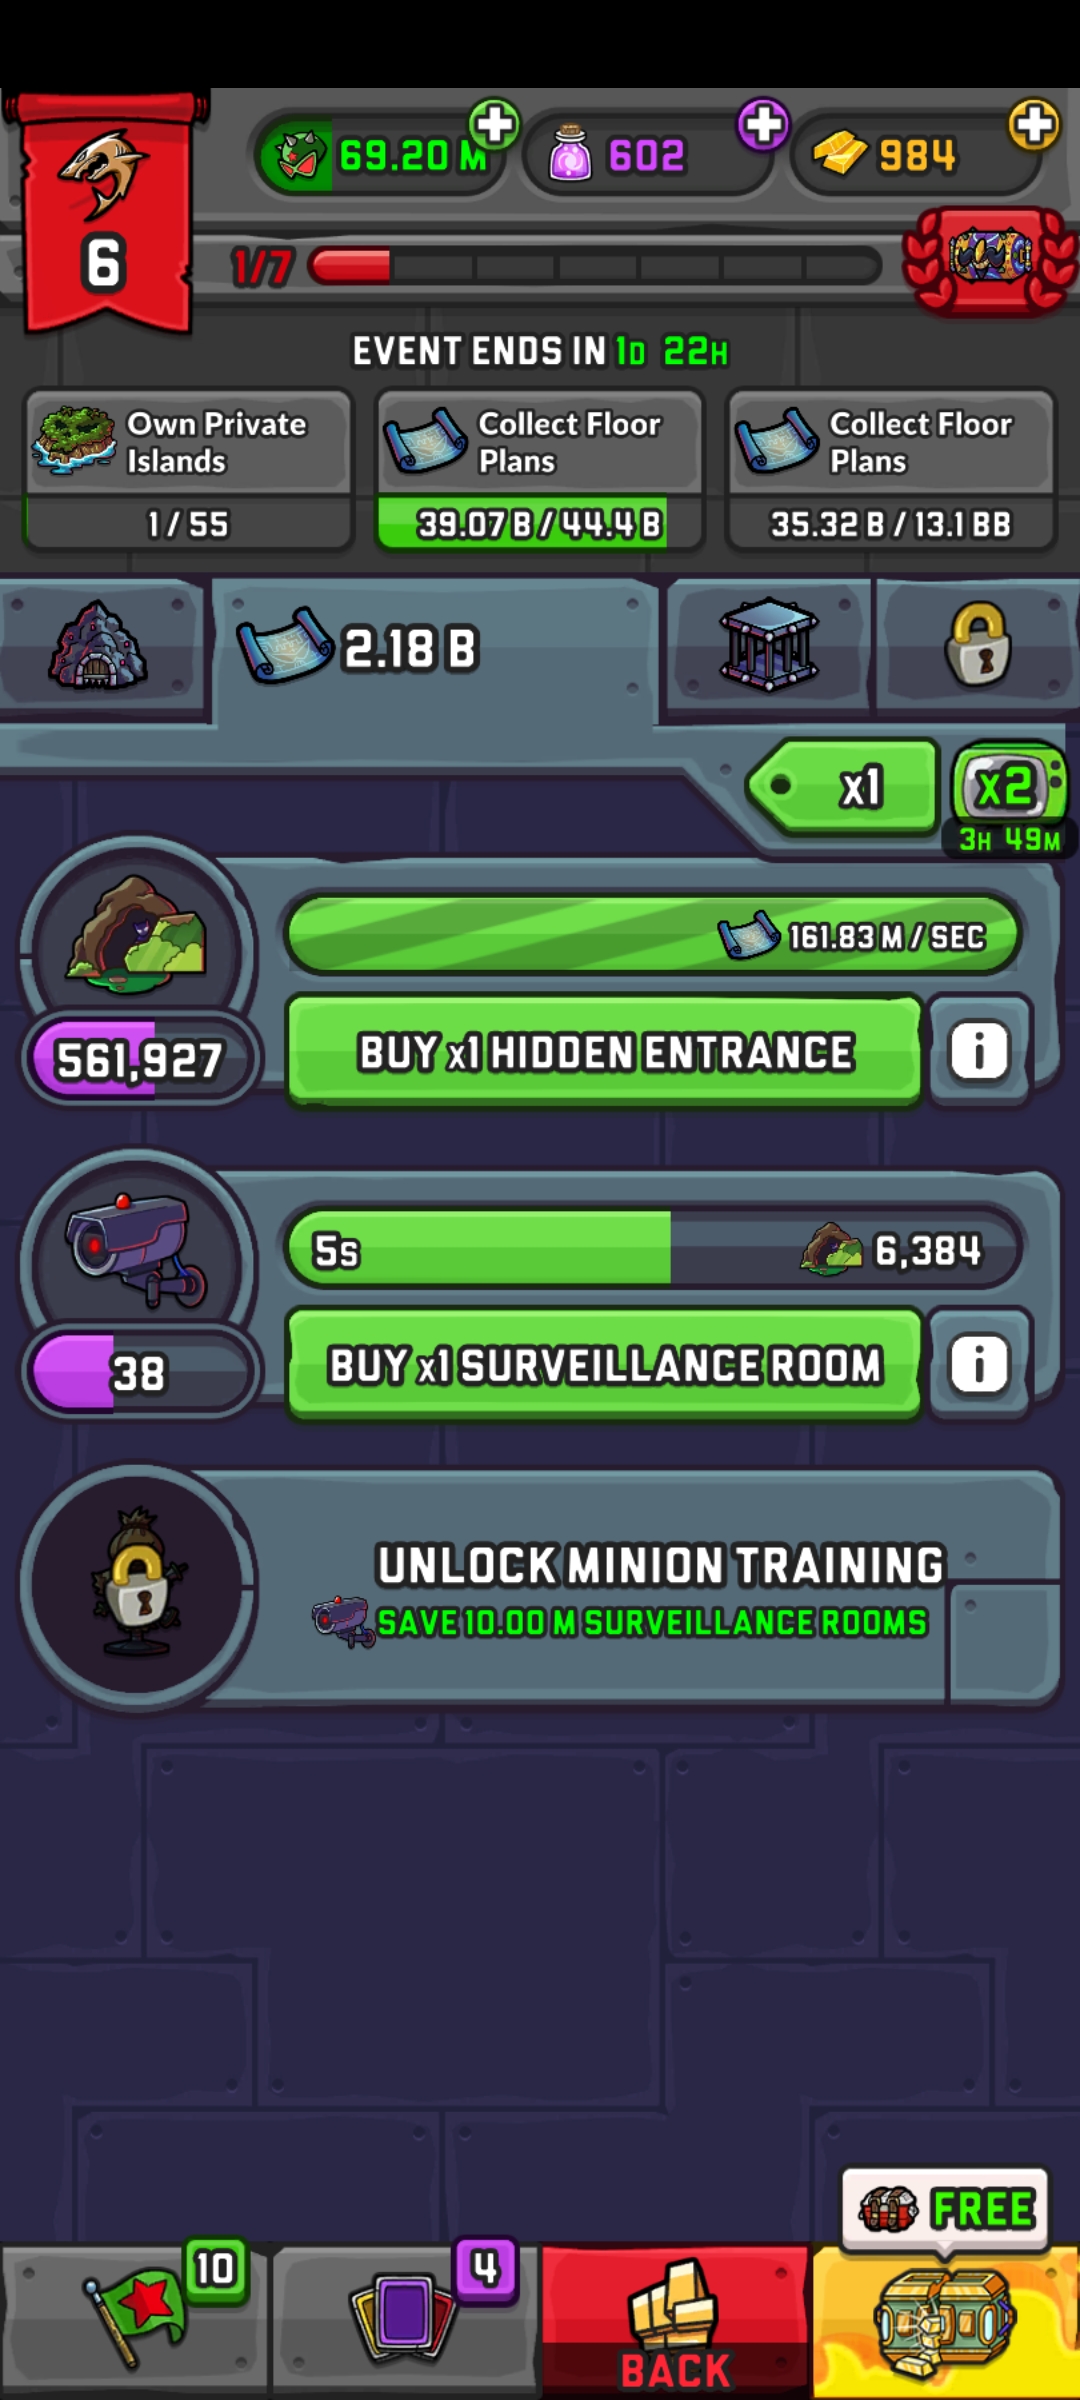 69.20 M
602
984
6
1/7
EVENT ENDS IN 1D 22H
Own Private
Islands
1 / 55
Collect Floor
Plans
39.07 B / 44.4 B
Collect Floor
Plans
35.32 B / 13.1 BB
2.18 B
x1
x2
3H 49M
161.83 M / SEC
561,927
BUY x1 HIDDEN ENTRANCE
i
5s
6,384
38
BUY x1 SURVEILLANCE ROOM
i
UNLOCK MINION TRAINING
SAVE 10.00 M SURVEILLANCE ROOMS
FREE
10
4
BACK